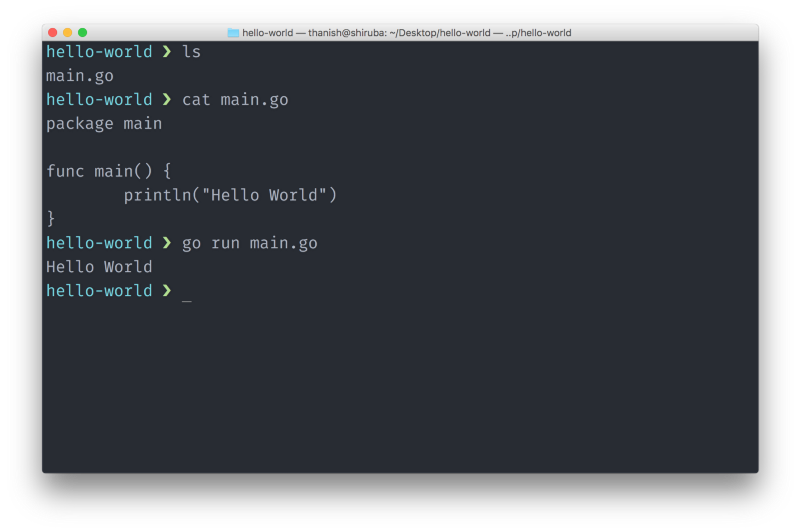 hello-world — thanish@shiruba: ~/Desktop/hello-world — ..p/hello-world
hello-world ❯ ls
main.go
hello-world ❯ cat main.go
package main

func main() {
        println("Hello World")
}
hello-world ❯ go run main.go
Hello World
hello-world ❯ _